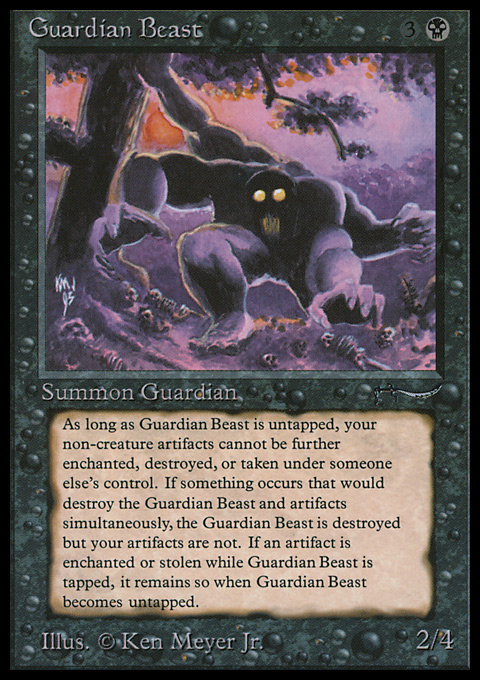 Guardian Beast 3
KMJ
93
Summon Guardian
As long as Guardian Beast is untapped, your
non-creature artifacts cannot be further
enchanted, destroyed, or taken under someone
else's control. If something occurs that would
destroy the Guardian Beast and artifacts
simultaneously, the Guardian Beast is destroyed
but your artifacts are not. If an artifact is
enchanted or stolen while Guardian Beast is
tapped, it remains so when Guardian Beast
becomes untapped.
Illus. © Ken Meyer Jr. 2/4